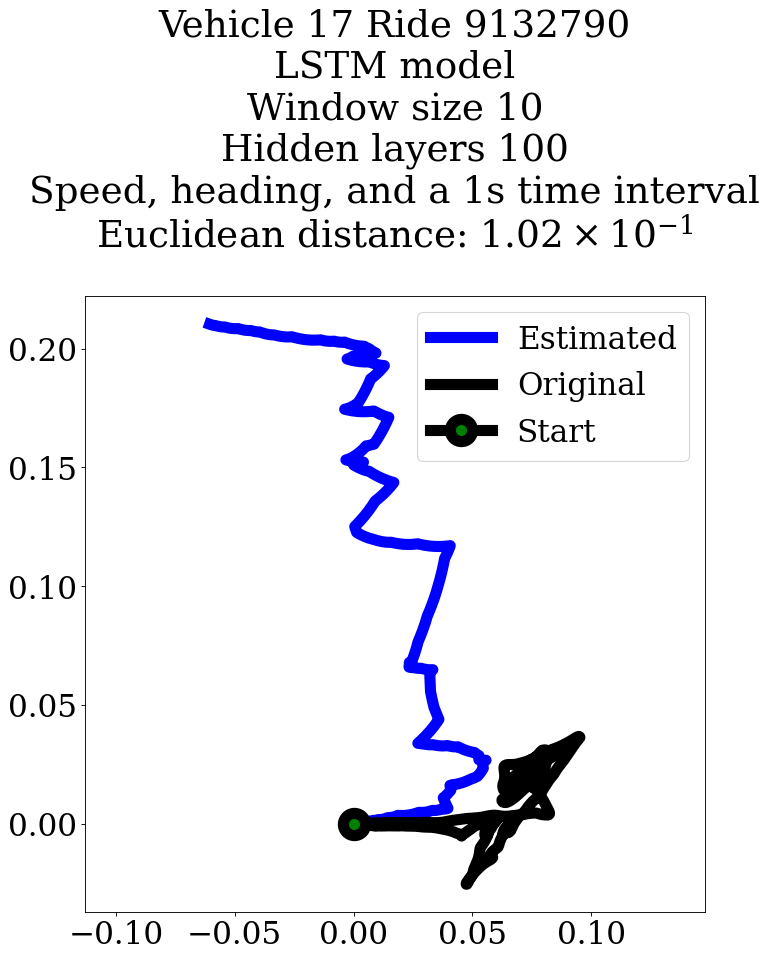 Vehicle 17 Ride 9132790
LSTM model
Window size 10
Hidden layers 100
Speed, heading, and a 1s time interval
Euclidean distance: 1.02 × 10⁻¹
Estimated
Original
Start
0.20
0.15
0.10
0.05
0.00
−0.10 −0.05 0.00 0.05 0.10